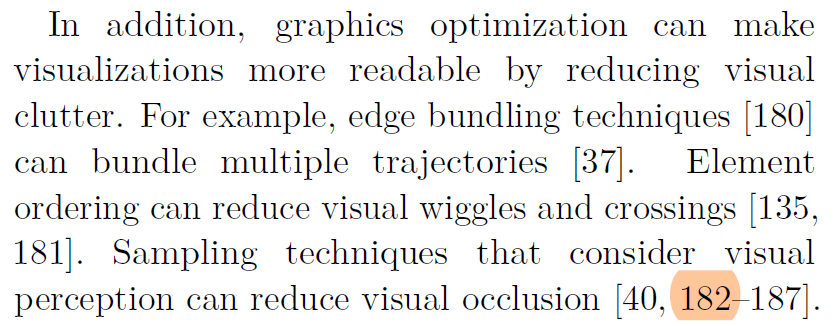 In addition, graphics optimization can make
visualizations more readable by reducing visual
clutter. For example, edge bundling techniques [180]
can bundle multiple trajectories [37]. Element
ordering can reduce visual wiggles and crossings [135,
181]. Sampling techniques that consider visual
perception can reduce visual occlusion [40, 182–187].